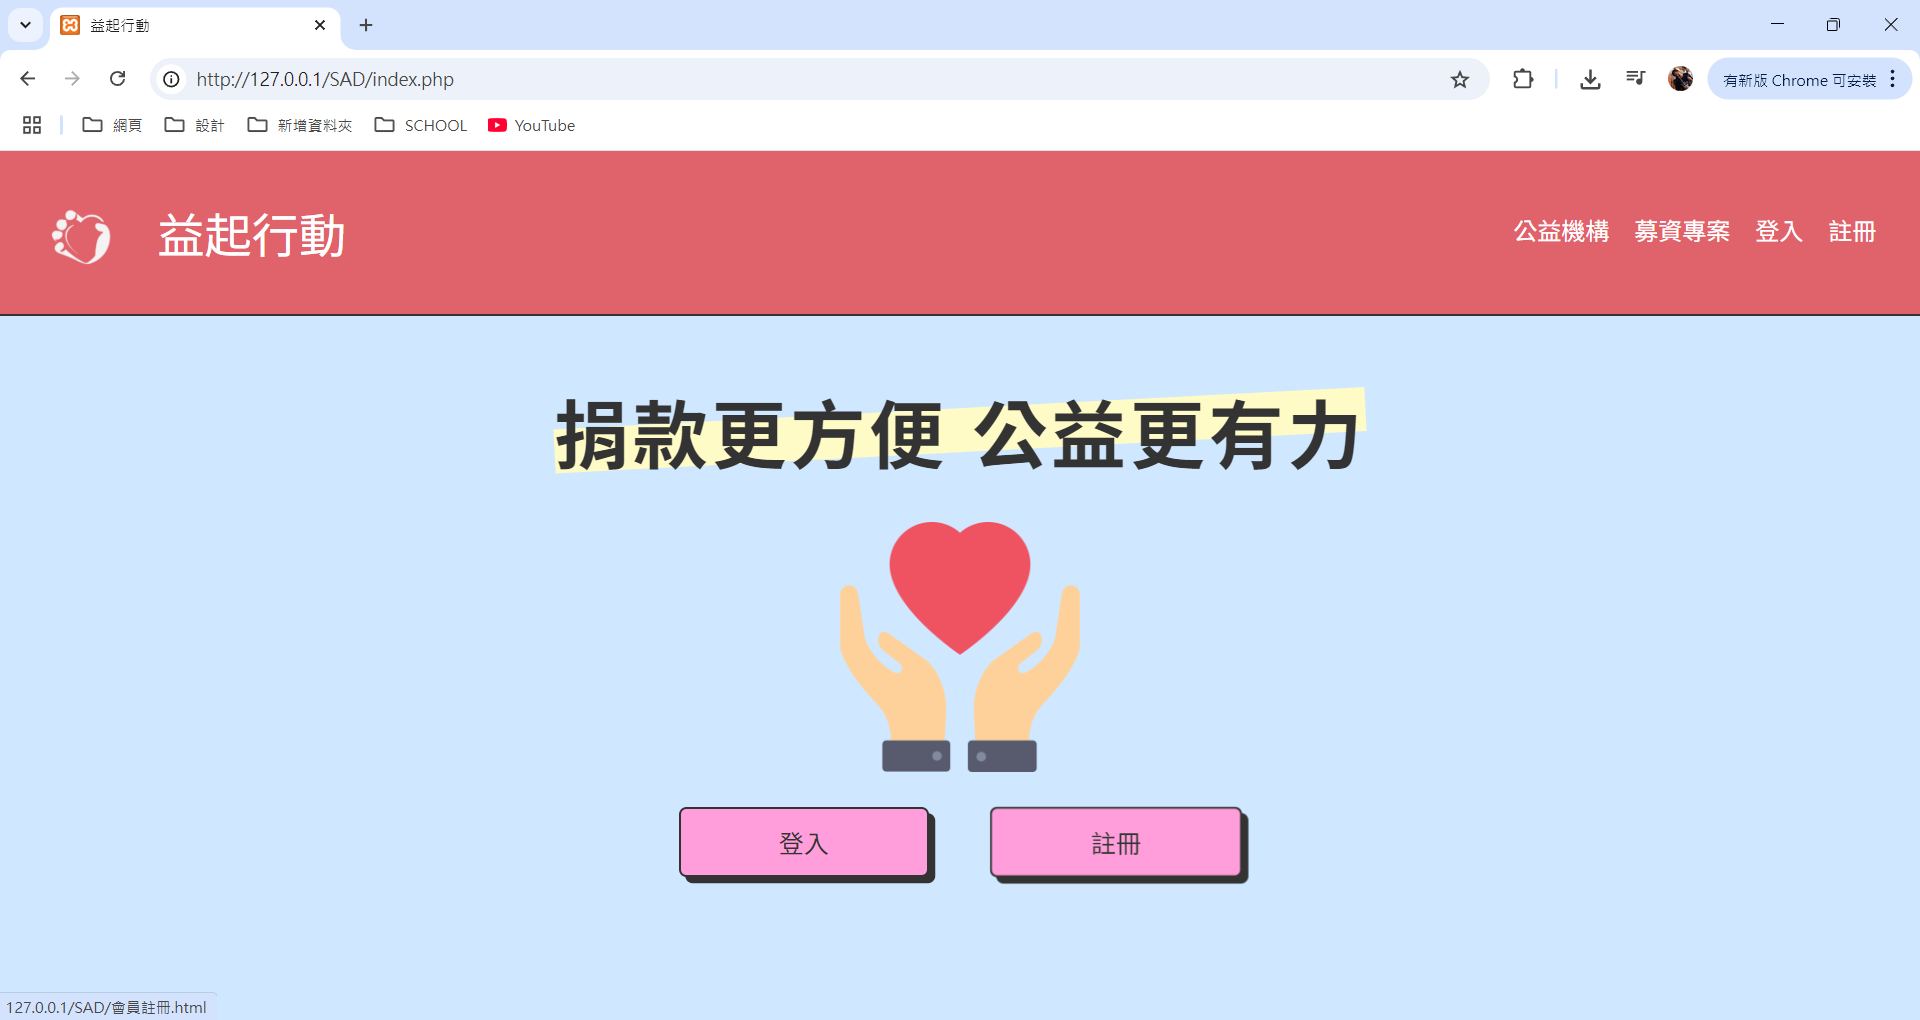 益起行動
http://127.0.0.1/SAD/index.php
有新版 Chrome 可安裝
網頁 設計 新增資料夾 SCHOOL YouTube
益起行動 公益機構 募資專案 登入 註冊
捐款更方便 公益更有力
登入 註冊
127.0.0.1/SAD/會員註冊.html